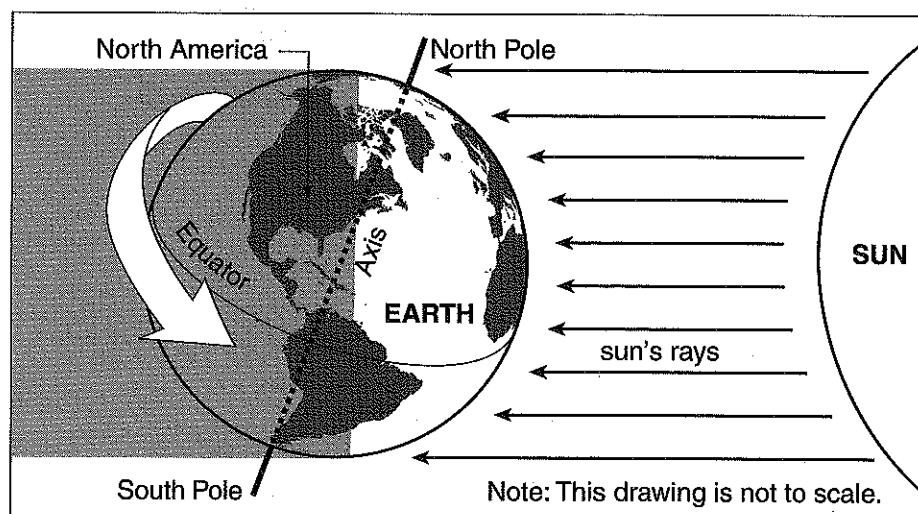 North America
North Pole
Equator
Axis
EARTH
SUN
sun's rays
South Pole
Note: This drawing is not to scale.